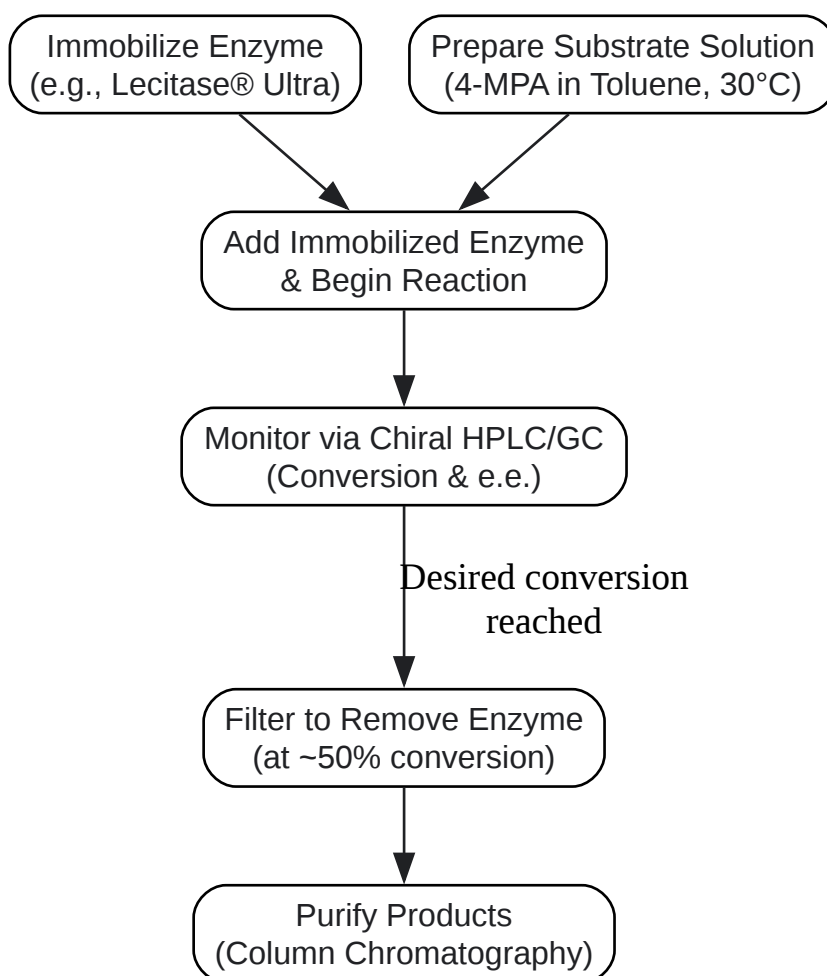 Immobilize Enzyme
(e.g., Lecitase® Ultra)
Prepare Substrate Solution
(4-MPA in Toluene, 30°C)
Add Immobilized Enzyme
& Begin Reaction
Monitor via Chiral HPLC/GC
(Conversion & e.e.)
Desired conversion
reached
Filter to Remove Enzyme
(at ~50% conversion)
Purify Products
(Column Chromatography)